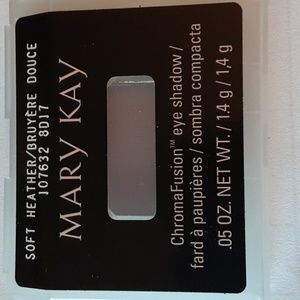 SOFT HEATHER/BRUYÈRE DOUCE
107632 8D17
MARY KAY
ChromaFusion™ eye shadow /
fard à paupières / sombra compacta
.05 OZ. NET WT. / 1,4 g / 1.4 g